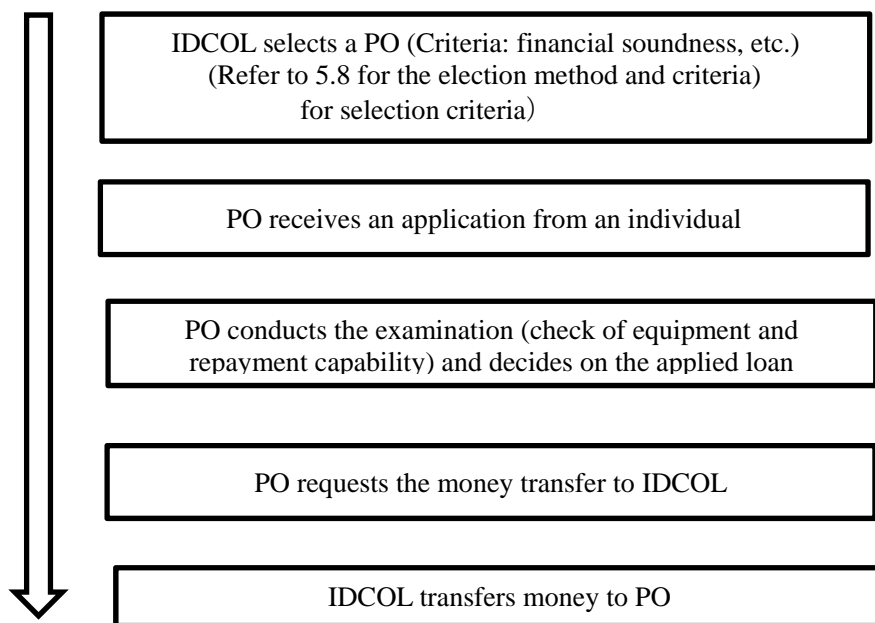 IDCOL selects a PO (Criteria: financial soundness, etc.)
(Refer to 5.8 for the election method and criteria)
for selection criteria）
PO receives an application from an individual
PO conducts the examination (check of equipment and
repayment capability) and decides on the applied loan
PO requests the money transfer to IDCOL
IDCOL transfers money to PO